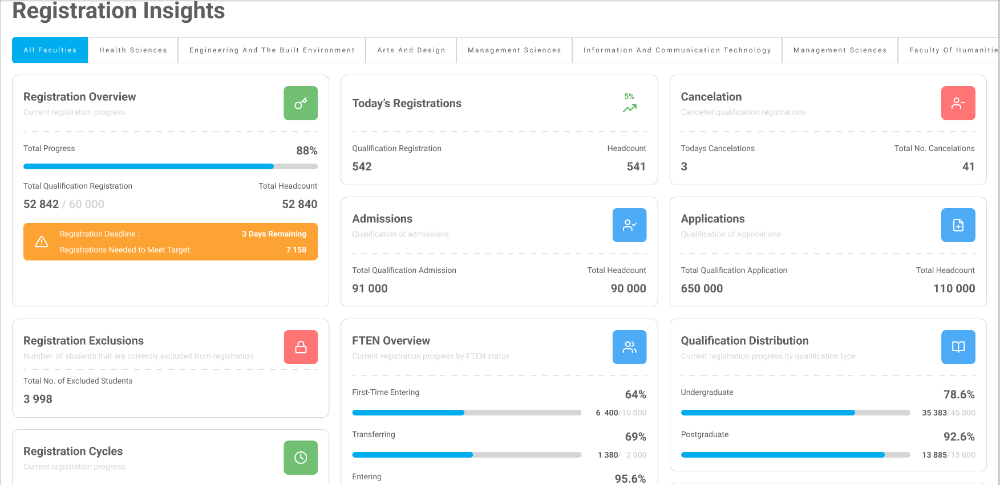 Registration Insights
All Faculties
Health Sciences
Engineering And The Built Environment
Arts And Design
Management Sciences
Information And Communication Technology
Management Sciences
Faculty Of Humanitie
Registration Overview
Current registration progress
Total Progress
88%
Total Qualification Registration
Total Headcount
52 842 / 60 000
52 840
Registration Deadline :
3 Days Remaining
Registrations Needed to Meet Target:
7 158
Today’s Registrations
5%
Qualification Registration
Headcount
542
541
Cancelation
Canceled qualification registrations
Todays Cancelations
Total No. Cancelations
3
41
Admissions
Qualification of admissions
Total Qualification Admission
Total Headcount
91 000
90 000
Applications
Qualification of Applications
Total Qualification Application
Total Headcount
650 000
110 000
Registration Exclusions
Number  of students that are currently excluded from registration
Total No. of Excluded Students
3 998
FTEN Overview
Current registration progress by FTEN status
First-Time Entering
64%
6  400/10 000
Transferring
69%
1 380/  2 000
Entering
95.6%
Qualification Distribution
Current registration progress by qualification type
Undergraduate
78.6%
35 383/45 000
Postgraduate
92.6%
13 885/15 000
Registration Cycles
Current registration progress